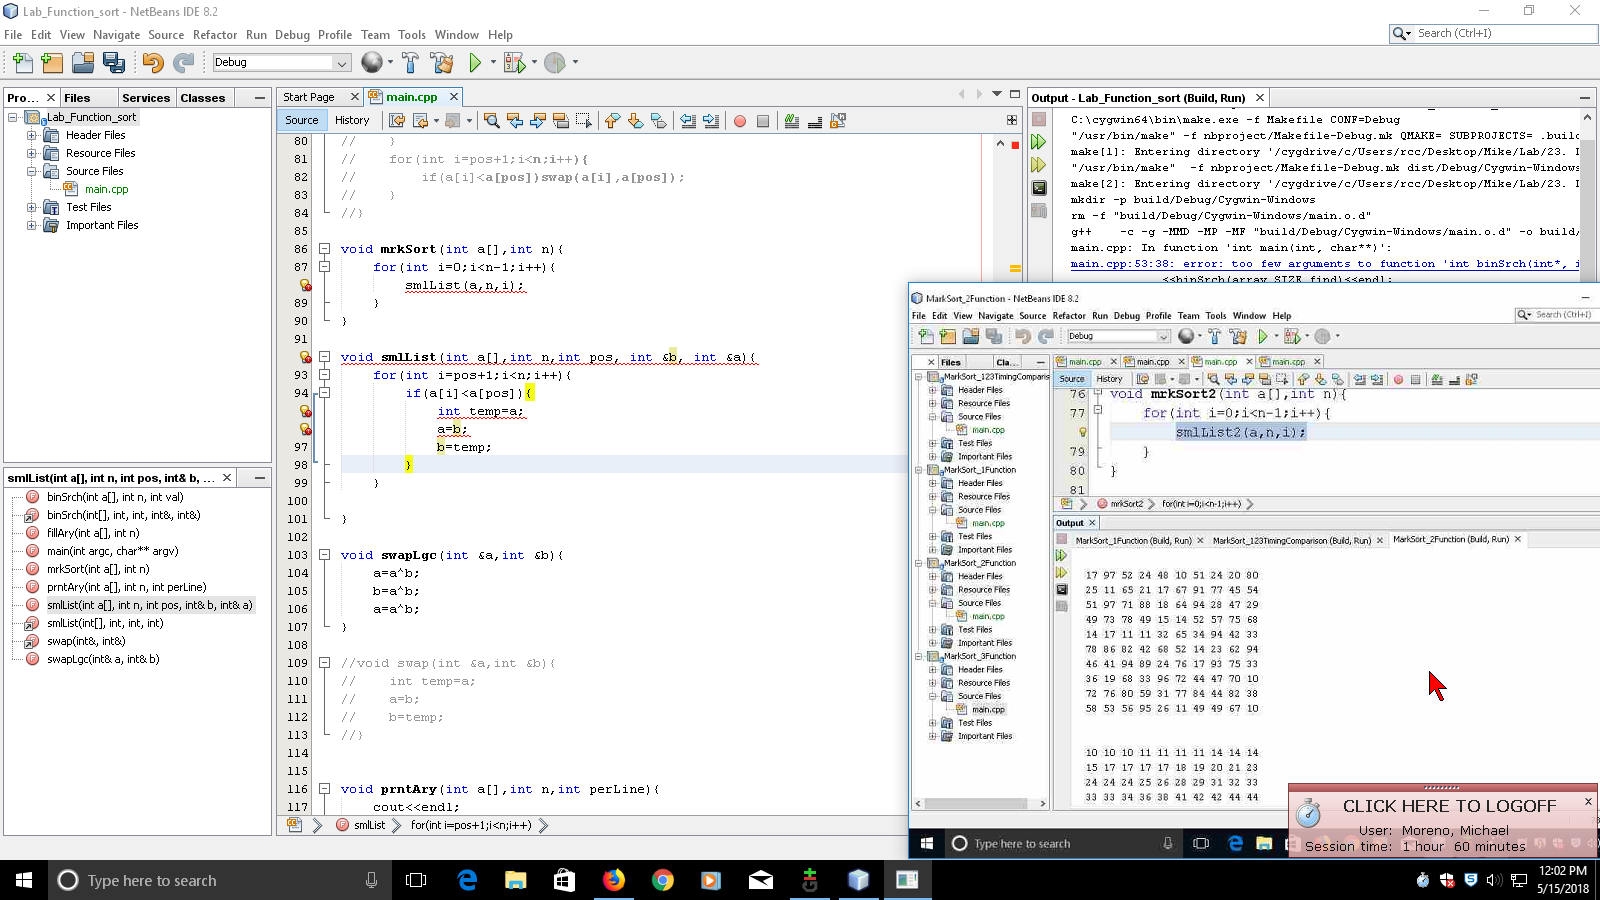 Lab_Function_sort - NetBeans IDE 8.2
File Edit View Navigate Source Refactor Run Debug Profile Team Tools Window Help
Search (Ctrl+I)
Debug
Pro... Files Services Classes
Lab_Function_sort
Header Files
Resource Files
Source Files
main.cpp
Test Files
Important Files
smlList(int a[], int n, int pos, int& b, ...
binSrch(int a[], int n, int val)
binSrch(int[], int, int, int&, int&)
fillAry(int a[], int n)
main(int argc, char** argv)
mrkSort(int a[], int n)
prntAry(int a[], int n, int perLine)
smlList(int a[], int n, int pos, int& b, int& a)
smlList(int[], int, int, int)
swap(int&, int&)
swapLgc(int& a, int& b)
Start Page main.cpp
Source History
80 // }
81 // for(int i=pos+1;i<n;i++){
82 // if(a[i]<a[pos])swap(a[i],a[pos]);
83 // }
84 //}
85
86 void mrkSort(int a[],int n){
87 for(int i=0;i<n-1;i++){
smlList(a,n,i);
89 }
90 }
91
void smlList(int a[],int n,int pos, int &b, int &a){
93 for(int i=pos+1;i<n;i++){
94 if(a[i]<a[pos]){
int temp=a;
a=b;
97 b=temp;
98 }
99 }
100
101 }
102
103 void swapLgc(int &a,int &b){
104 a=a^b;
105 b=a^b;
106 a=a^b;
107 }
108
109 //void swap(int &a,int &b){
110 // int temp=a;
111 // a=b;
112 // b=temp;
113 //}
114
115
116 void prntAry(int a[],int n,int perLine){
117 cout<<endl;
smlList for(int i=pos+1;i<n;i++)
Output - Lab_Function_sort (Build, Run)
C:\cygwin64\bin\make.exe -f Makefile CONF=Debug
"/usr/bin/make" -f nbproject/Makefile-Debug.mk QMAKE= SUBPROJECTS= .build
make[1]: Entering directory '/cygdrive/c/Users/rcc/Desktop/Mike/Lab/23.
"/usr/bin/make" -f nbproject/Makefile-Debug.mk dist/Debug/Cygwin-Windows
make[2]: Entering directory '/cygdrive/c/Users/rcc/Desktop/Mike/Lab/23.
mkdir -p build/Debug/Cygwin-Windows
rm -f "build/Debug/Cygwin-Windows/main.o.d"
g++ -c -g -MMD -MP -MF "build/Debug/Cygwin-Windows/main.o.d" -o build/
main.cpp: In function 'int main(int, char**)':
main.cpp:53:38: error: too few arguments to function 'int binSrch(int*, i
<<binSrch(array,SIZE,find)<<endl;
MarkSort_2Function - NetBeans IDE 8.2
File Edit View Navigate Source Refactor Run Debug Profile Team Tools Window Help
Search (Ctrl+I)
Debug
Files Cla...
MarkSort_123TimingComparis
Header Files
Resource Files
Source Files
main.cpp
Test Files
Important Files
MarkSort_1Function
Header Files
Resource Files
Source Files
main.cpp
Test Files
Important Files
MarkSort_2Function
Header Files
Resource Files
Source Files
main.cpp
Test Files
Important Files
MarkSort_3Function
Header Files
Resource Files
Source Files
main.cpp
Test Files
Important Files
main.cpp main.cpp main.cpp main.cpp
Source History
76 void mrkSort2(int a[],int n){
77 for(int i=0;i<n-1;i++){
smlList2(a,n,i);
79 }
80 }
81
mrkSort2 for(int i=0;i<n-1;i++)
Output
MarkSort_1Function (Build, Run) MarkSort_123TimingComparison (Build, Run) MarkSort_2Function (Build, Run)
17 97 52 24 48 10 51 24 20 80
25 11 65 21 17 67 91 77 45 54
51 97 71 88 18 64 94 28 47 29
49 73 78 49 15 14 52 57 75 68
14 17 11 11 32 65 34 94 42 33
78 86 82 42 68 52 14 23 62 94
46 41 94 89 24 76 17 93 75 33
36 19 68 33 96 72 44 47 70 10
72 76 80 59 31 77 84 44 82 38
58 53 56 95 26 11 49 49 67 10
10 10 10 11 11 11 11 14 14 14
15 17 17 17 17 18 19 20 21 23
24 24 24 25 26 28 29 31 32 33
33 33 34 36 38 41 42 42 44 44
Type here to search
CLICK HERE TO LOGOFF
User: Moreno, Michael
Session time: 1 hour 60 minutes
Type here to search
12:02 PM
5/15/2018